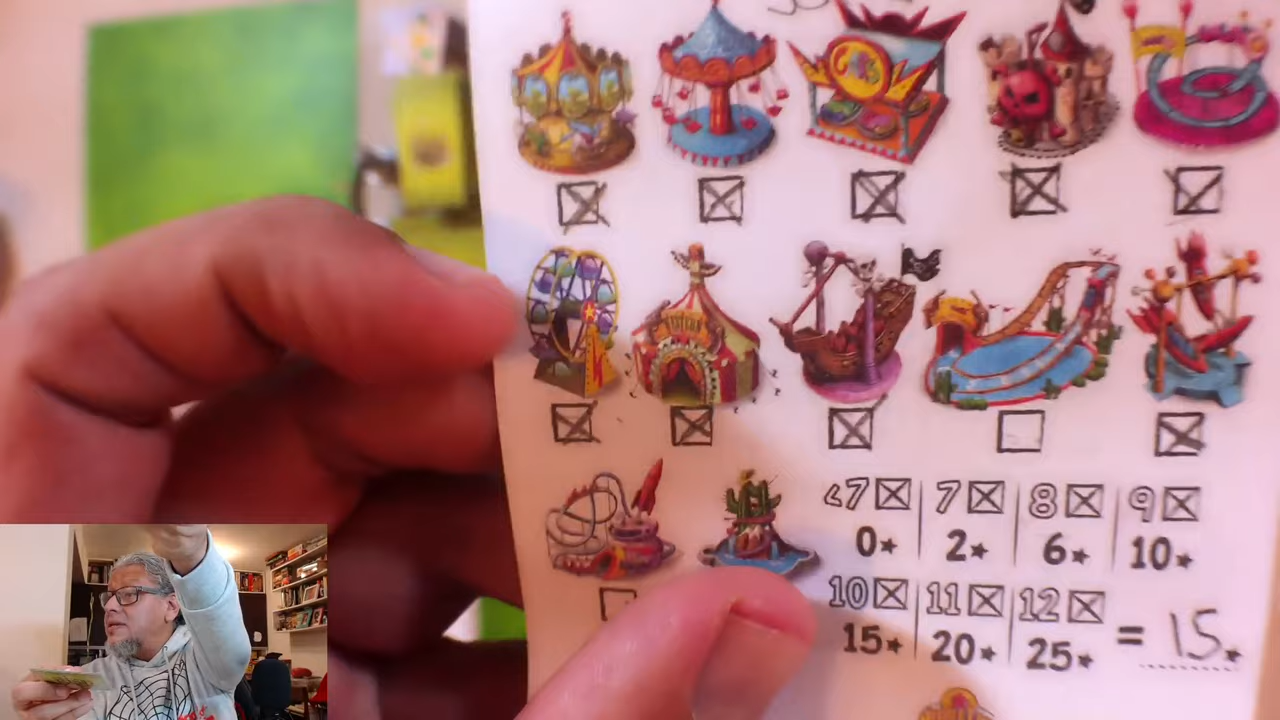 <7 | 7 | 8 | 9
0★ 2★ 6★ 10★
10 | 11 | 12
15★ 20★ 25★ = 15★